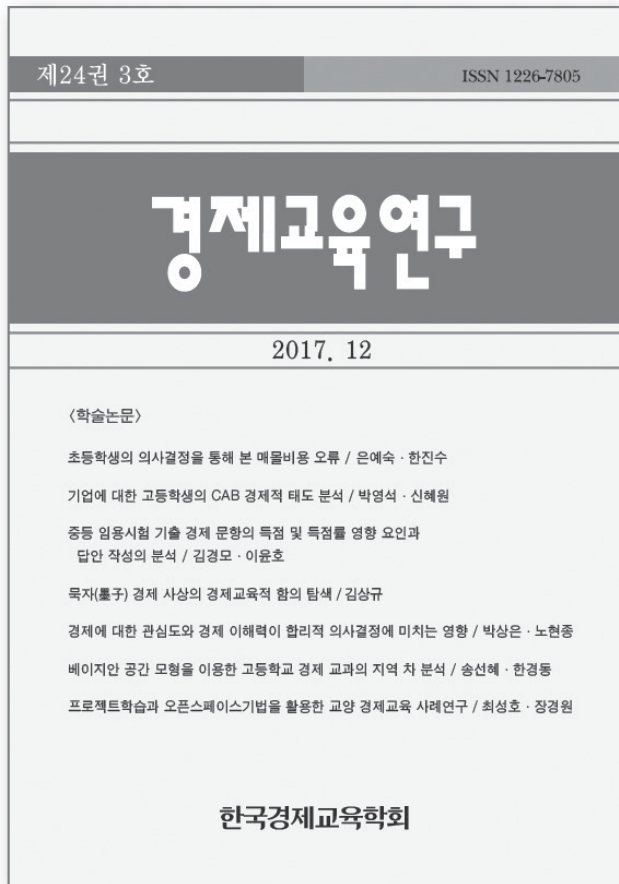 제24권 3호
ISSN 1226-7805
경제교육연구
2017. 12
〈학술논문〉
초등학생의 의사결정을 통해 본 매몰비용 오류 / 은예숙 · 한진수
기업에 대한 고등학생의 CAB 경제적 태도 분석 / 박영석 · 신혜원
중등 임용시험 기출 경제 문항의 득점 및 득점률 영향 요인과
답안 작성의 분석 / 김경모 · 이윤호
묵자(墨子) 경제 사상의 경제교육적 함의 탐색 / 김상규
경제에 대한 관심도와 경제 이해력이 합리적 의사결정에 미치는 영향 / 박상은 · 노현종
베이지안 공간 모형을 이용한 고등학교 경제 교과의 지역 차 분석 / 송선혜 · 한경동
프로젝트학습과 오픈스페이스기법을 활용한 교양 경제교육 사례연구 / 최성호 · 장경원
한국경제교육학회